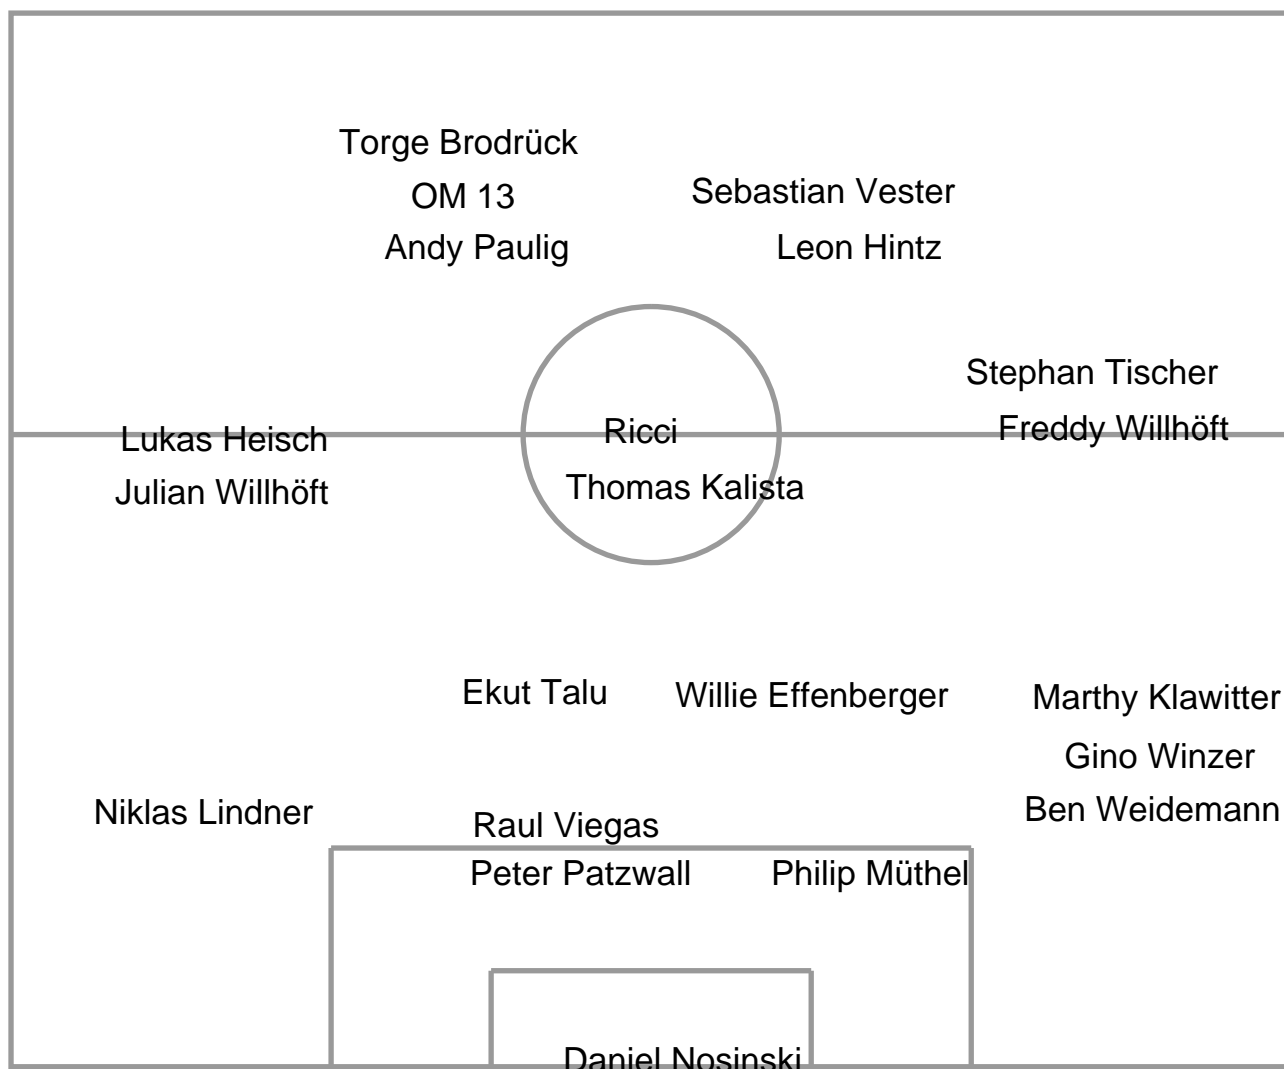 Torge Brodrück
OM 13
Sebastian Vester
Andy Paulig
Leon Hintz
Stephan Tischer
Freddy Willhöft
Ricci
Lukas Heisch
Thomas Kalista
Julian Willhöft
Ekut Talu
Willie Effenberger
Marthy Klawitter
Gino Winzer
Ben Weidemann
Niklas Lindner
Raul Viegas
Peter Patzwall
Philip Müthel
Daniel Nosinski